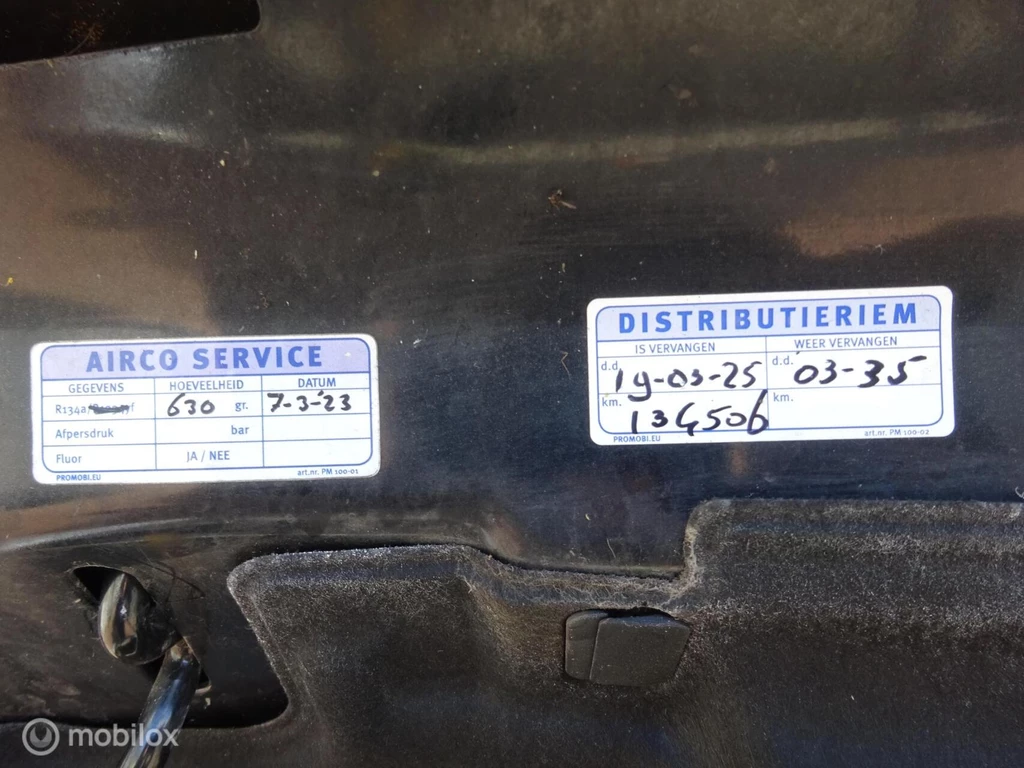 AIRCO SERVICE
GEGEVENS HOEVEELHEID DATUM
R134a/ 630 gr. 7-3-'23
Afpersdruk bar
Fluor JA / NEE
PROMOBI.EU art.nr. PM 100-01
DISTRIBUTIERIEM
IS VERVANGEN WEER VERVANGEN
d.d. 19-03-25 d.d. 03-35
km. 134506 km.
PROMOBI.EU art.nr. PM 100-02
mobilox